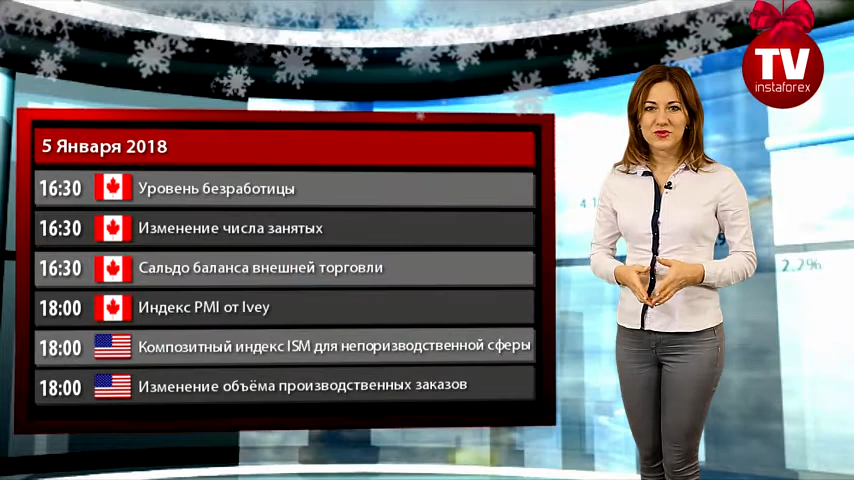 TV
instaforex
5 Января 2018
16:30 Уровень безработицы
16:30 Изменение числа занятых
16:30 Сальдо баланса внешней торговли
18:00 Индекс PMI от Ivey
18:00 Композитный индекс ISM для непоризводственной сферы
18:00 Изменение объёма производственных заказов
2.2%